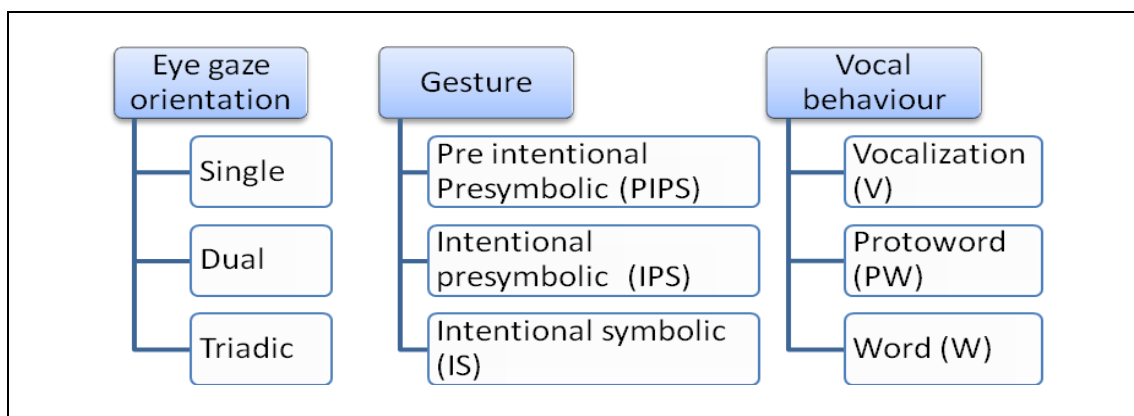 Eye gaze
orientation
Single
Dual
Triadic
Gesture
Pre intentional
Presymbolic (PIPS)
Intentional
presymbolic (IPS)
Intentional symbolic
(IS)
Vocal
behaviour
Vocalization
(V)
Protoword
(PW)
Word (W)